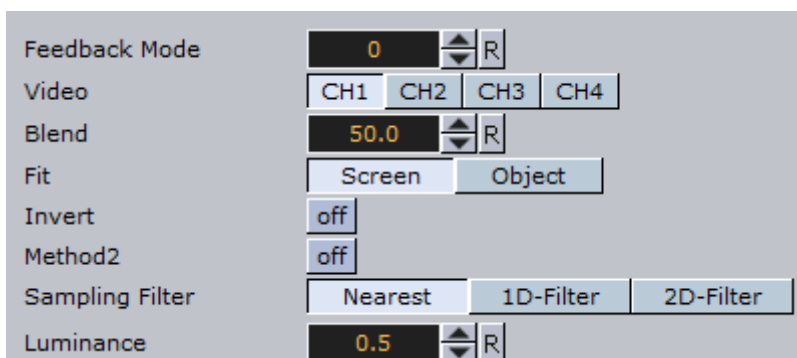 Feedback Mode 0 R
Video CH1 CH2 CH3 CH4
Blend 50.0 R
Fit Screen Object
Invert off
Method2 off
Sampling Filter Nearest 1D-Filter 2D-Filter
Luminance 0.5 R